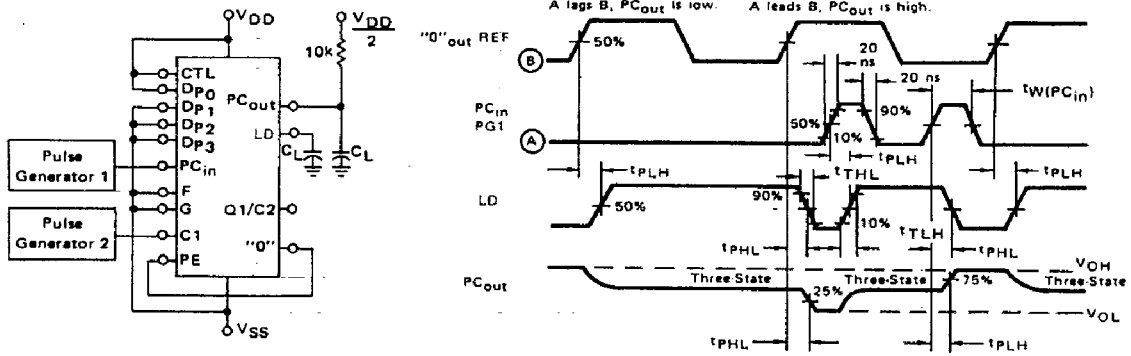 A lags B, PCout is low. A leads B, PCout is high.
VDD
VDD
2
10k
CTL
DP0
DP1
DP2
DP3
PCin
F
G
C1
PE
PCout
LD
Q1/C2
"0"
CL
CL
Pulse
Generator 1
Pulse
Generator 2
VSS
"0"out REF
B
50%
20
ns
20 ns
tW(PCin)
PCin
PG1
A
50%
90%
10%
tPLH
tPLH
tTHL
tPLH
LD
50%
90%
10%
tTLH
tPHL
tPHL
VOH
PCout
Three-State
25%
Three-State
75%
Three-State
VOL
tPHL
tPLH